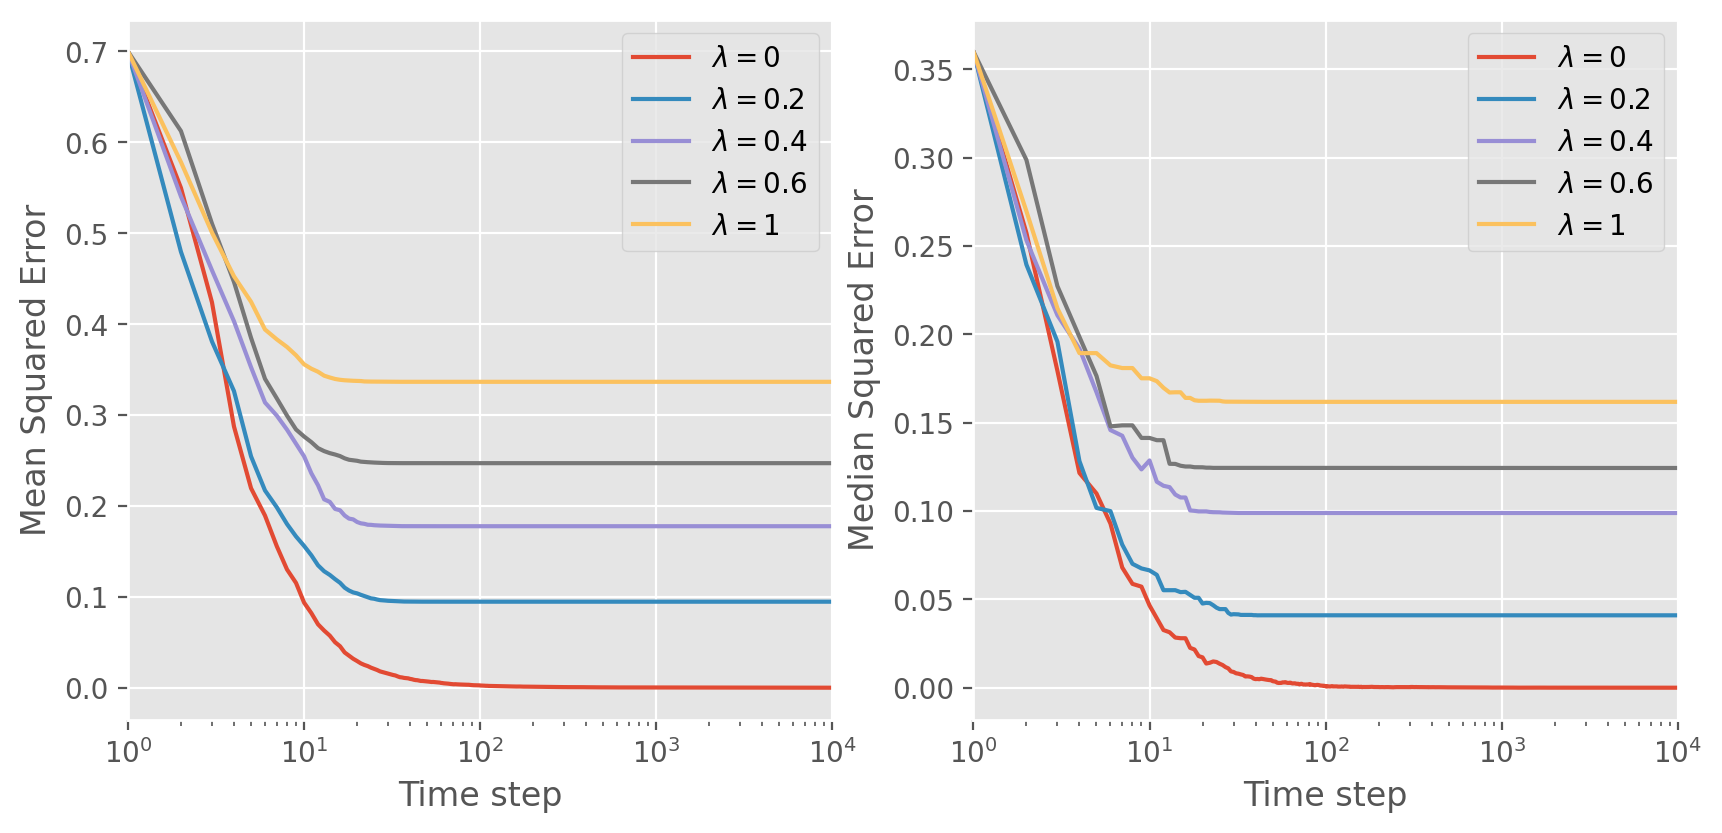 Mean Squared Error
0.7
0.6
0.5
0.4
0.3
0.2
0.1
0.0
10⁰
10¹
10²
10³
10⁴
Time step
λ = 0
λ = 0.2
λ = 0.4
λ = 0.6
λ = 1
Median Squared Error
0.35
0.30
0.25
0.20
0.15
0.10
0.05
0.00
10⁰
10¹
10²
10³
10⁴
Time step
λ = 0
λ = 0.2
λ = 0.4
λ = 0.6
λ = 1